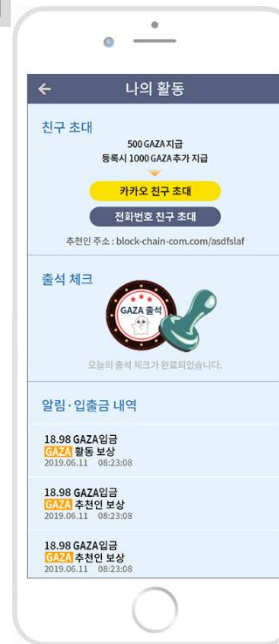 나의 활동
친구 초대
500 GAZA 지급
등록시 1000 GAZA 추가 지급
카카오 친구 초대
전화번호 친구 초대
추천인 주소 : block-chain-com.com/asdfslaf
출석 체크
GAZA 출석
오늘의 출석 체크가 완료되었습니다.
알림·입출금 내역
18.98 GAZA입금
GAZA 활동 보상
2019.06.11 08:23:08
18.98 GAZA입금
GAZA 추천인 보상
2019.06.11 08:23:08
18.98 GAZA입금
GAZA 추천인 보상
2019.06.11 08:23:08